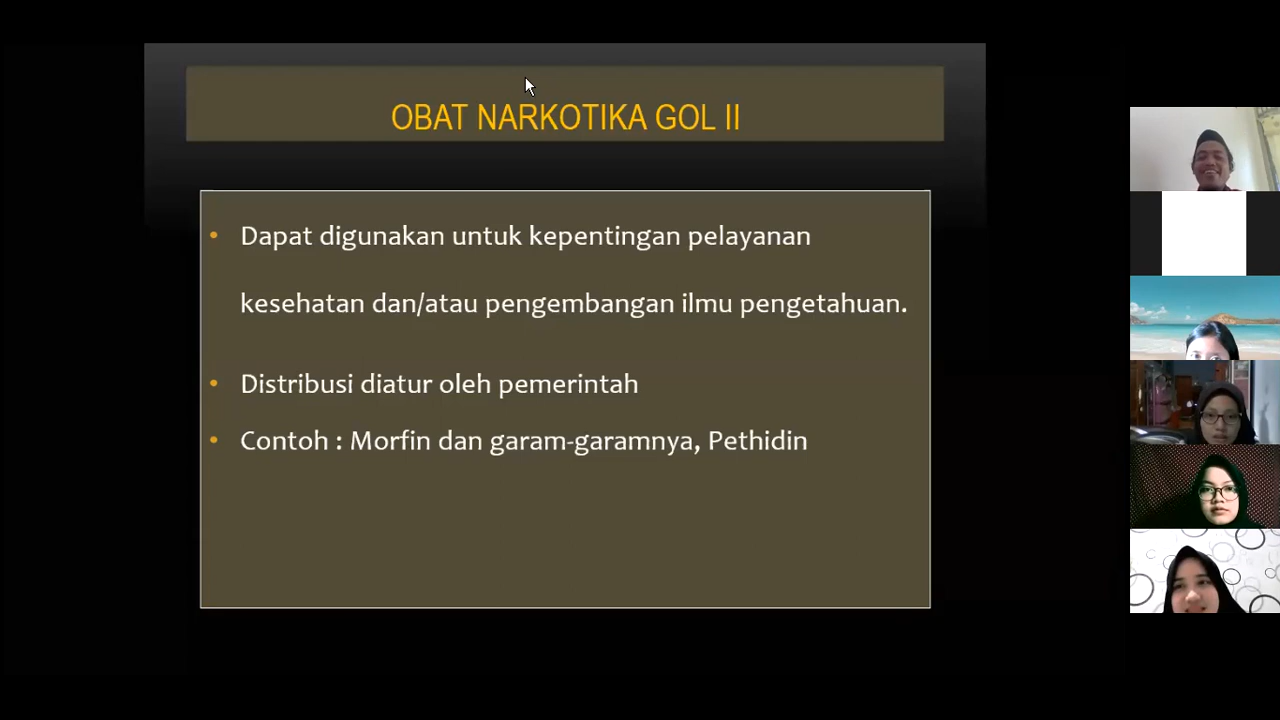 OBAT NARKOTIKA GOL II
• Dapat digunakan untuk kepentingan pelayanan
kesehatan dan/atau pengembangan ilmu pengetahuan.
• Distribusi diatur oleh pemerintah
• Contoh : Morfin dan garam-garamnya, Pethidin